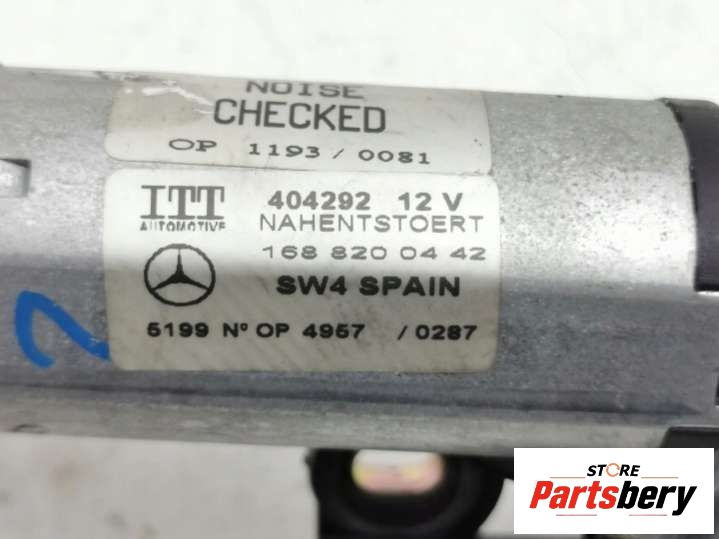 NOISE
CHECKED
OP 1193 / 0081
ITT 404292 12 V
AUTOMOTIVE NAHENTSTOERT
168 820 04 42
SW4 SPAIN
5199 Nº OP 4957 / 0287
2
STORE
Partsbery